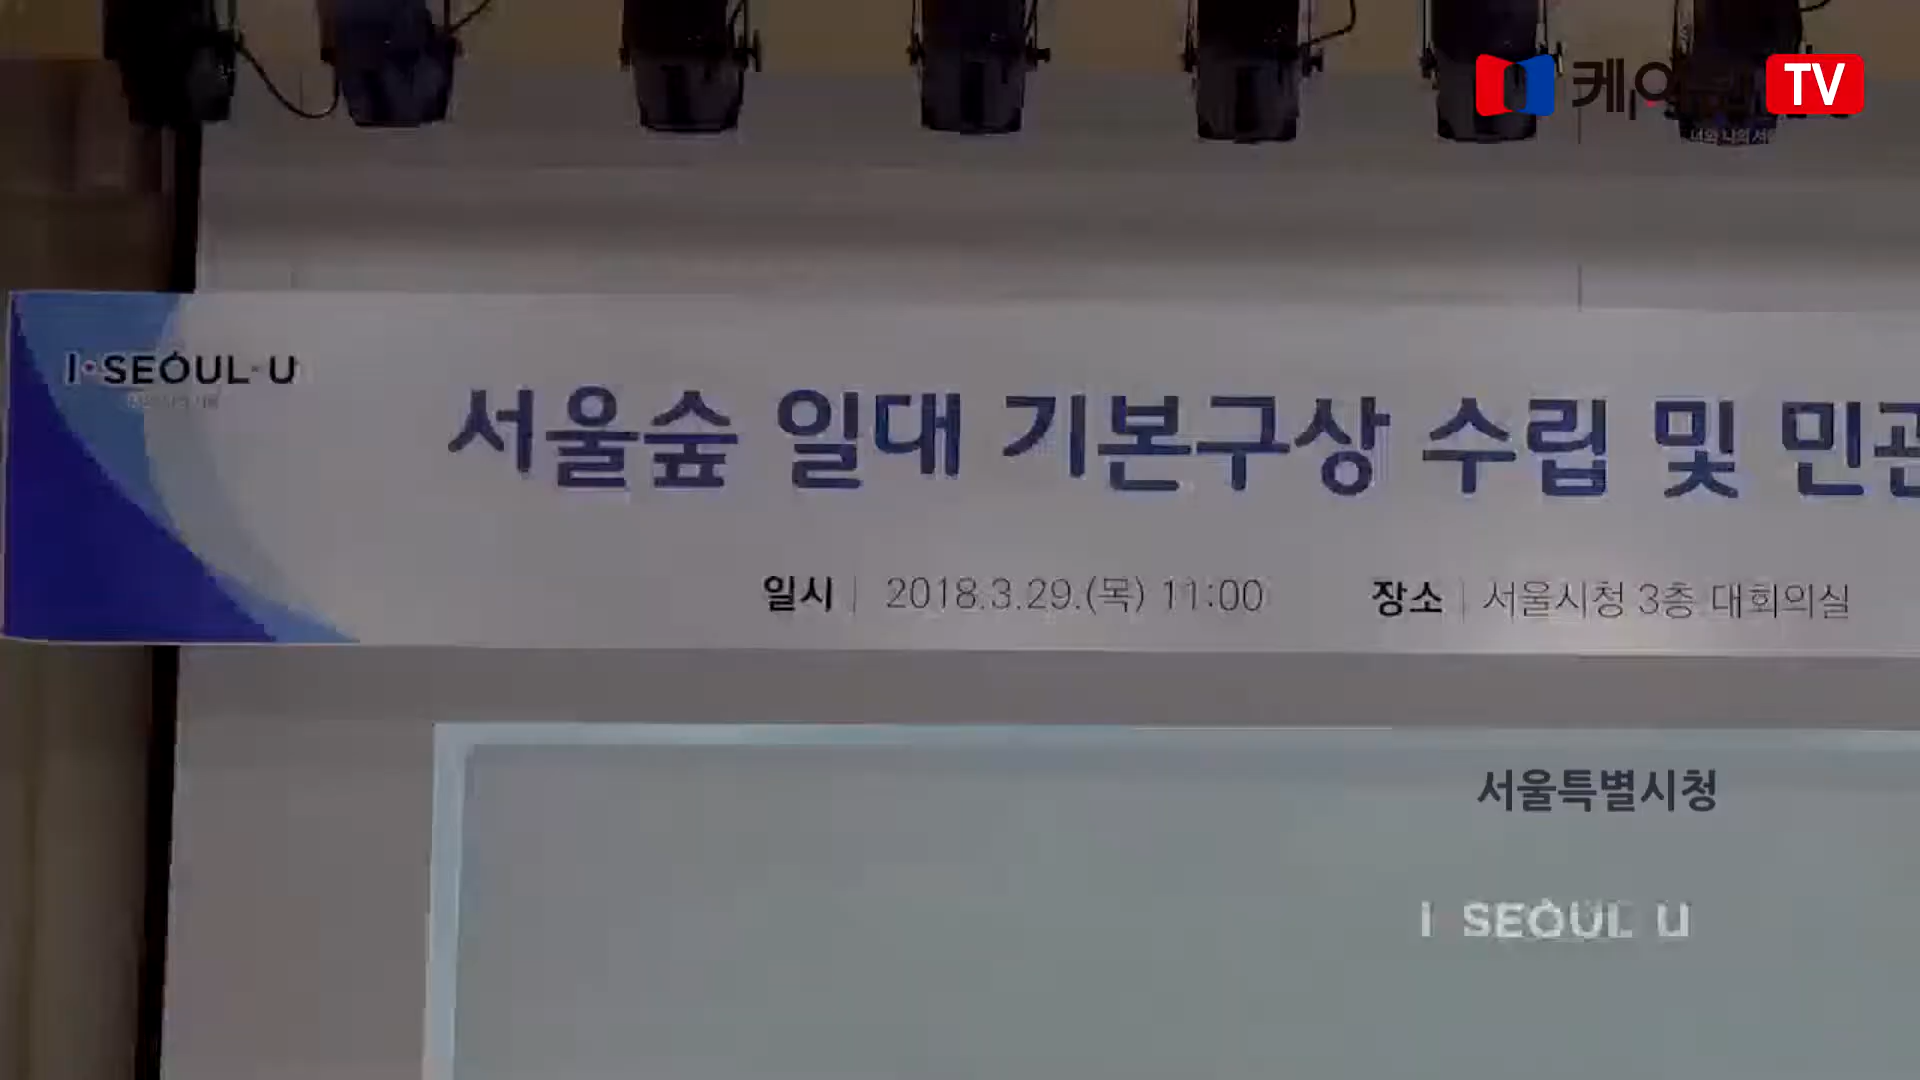 TV
I·SEOUL·U
서울숲 일대 기본구상 수립 및 민관
일시 | 2018.3.29.(목) 11:00 장소 | 서울시청 3층 대회의실
서울특별시청
I SEOUL U